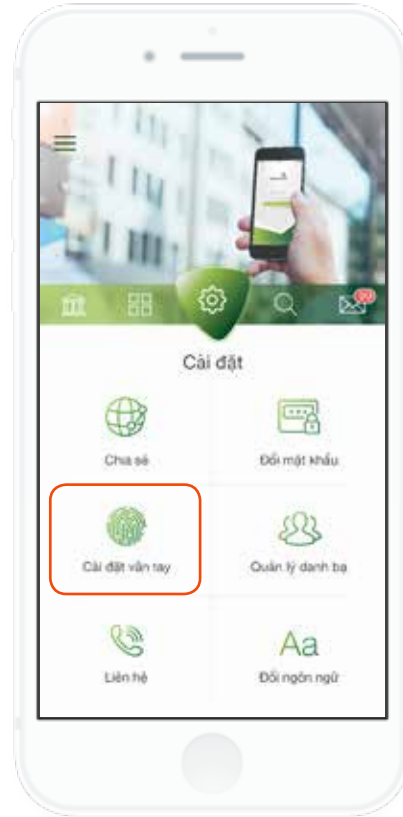 Cài đặt
Chia sẻ
Đổi mật khẩu
Cài đặt vân tay
Quản lý danh bạ
Liên hệ
Aa
Đổi ngôn ngữ